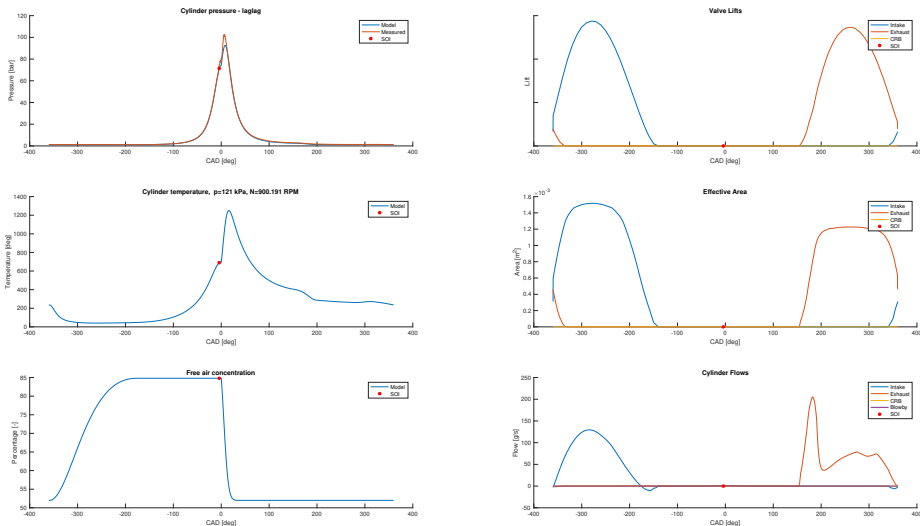 Cylinder pressure - laglag
120
100
80
60
40
20
0
Pressure [bar]
-400 -300 -200 -100 0 100 200 300 400
CAD [deg]
Model
Measured
SOI
Valve Lifts
Lift
-400 -300 -200 -100 0 100 200 300 400
CAD [deg]
Intake
Exhaust
CRB
SOI
Cylinder temperature, p=121 kPa, N=900.191 RPM
1400
1200
1000
800
600
400
200
0
Temperature [deg]
-400 -300 -200 -100 0 100 200 300 400
CAD [deg]
Model
SOI
Effective Area
×10⁻³
1.6
1.4
1.2
1
0.8
0.6
0.4
0.2
0
Area [m²]
-400 -300 -200 -100 0 100 200 300 400
CAD [deg]
Intake
Exhaust
CRB
SOI
Free air concentration
85
80
75
70
65
60
55
50
Percentage [-]
-400 -300 -200 -100 0 100 200 300 400
CAD [deg]
Model
SOI
Cylinder Flows
250
200
150
100
50
0
-50
Flow [g/s]
-400 -300 -200 -100 0 100 200 300 400
CAD [deg]
Intake
Exhaust
CRB
Blowby
SOI